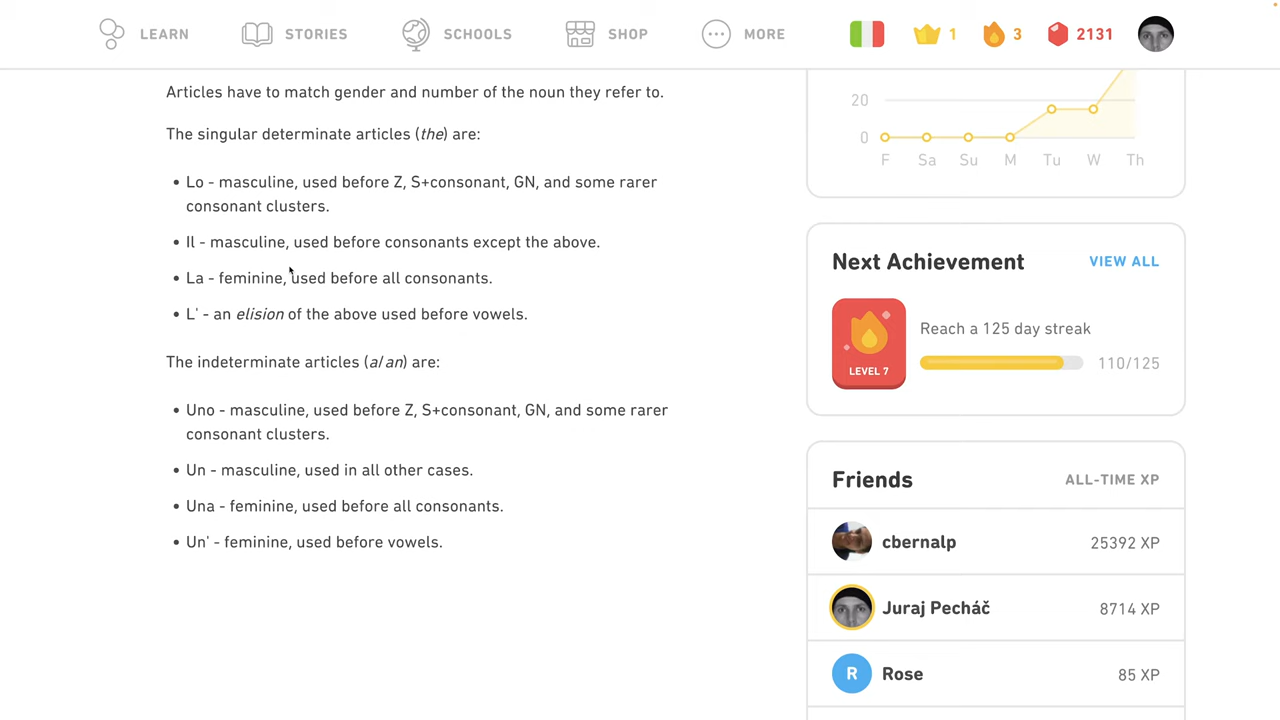 LEARN STORIES SCHOOLS SHOP MORE 1 3 2131
Articles have to match gender and number of the noun they refer to.
The singular determinate articles (the) are:
• Lo - masculine, used before Z, S+consonant, GN, and some rarer
consonant clusters.
• Il - masculine, used before consonants except the above.
• La - feminine, used before all consonants.
• L' - an elision of the above used before vowels.
The indeterminate articles (a/an) are:
• Uno - masculine, used before Z, S+consonant, GN, and some rarer
consonant clusters.
• Un - masculine, used in all other cases.
• Una - feminine, used before all consonants.
• Un' - feminine, used before vowels.
20
0
F Sa Su M Tu W Th
Next Achievement VIEW ALL
LEVEL 7
Reach a 125 day streak
110/125
Friends ALL-TIME XP
cbernalp 25392 XP
Juraj Pecháč 8714 XP
R Rose 85 XP